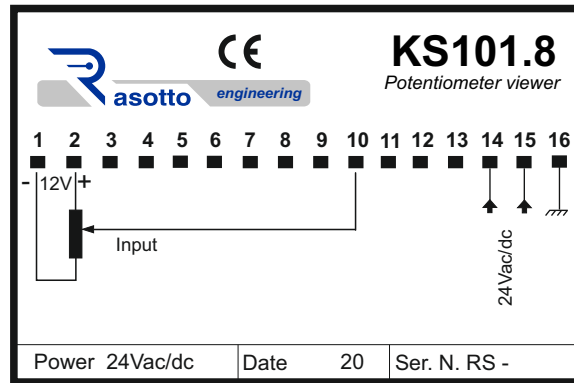 KS101.8
Potentiometer viewer
Rasotto engineering
1 2 3 4 5 6 7 8 9 10 11 12 13 14 15 16
- 12V +
Input
24Vac/dc
Power 24Vac/dc Date 20 Ser. N. RS -